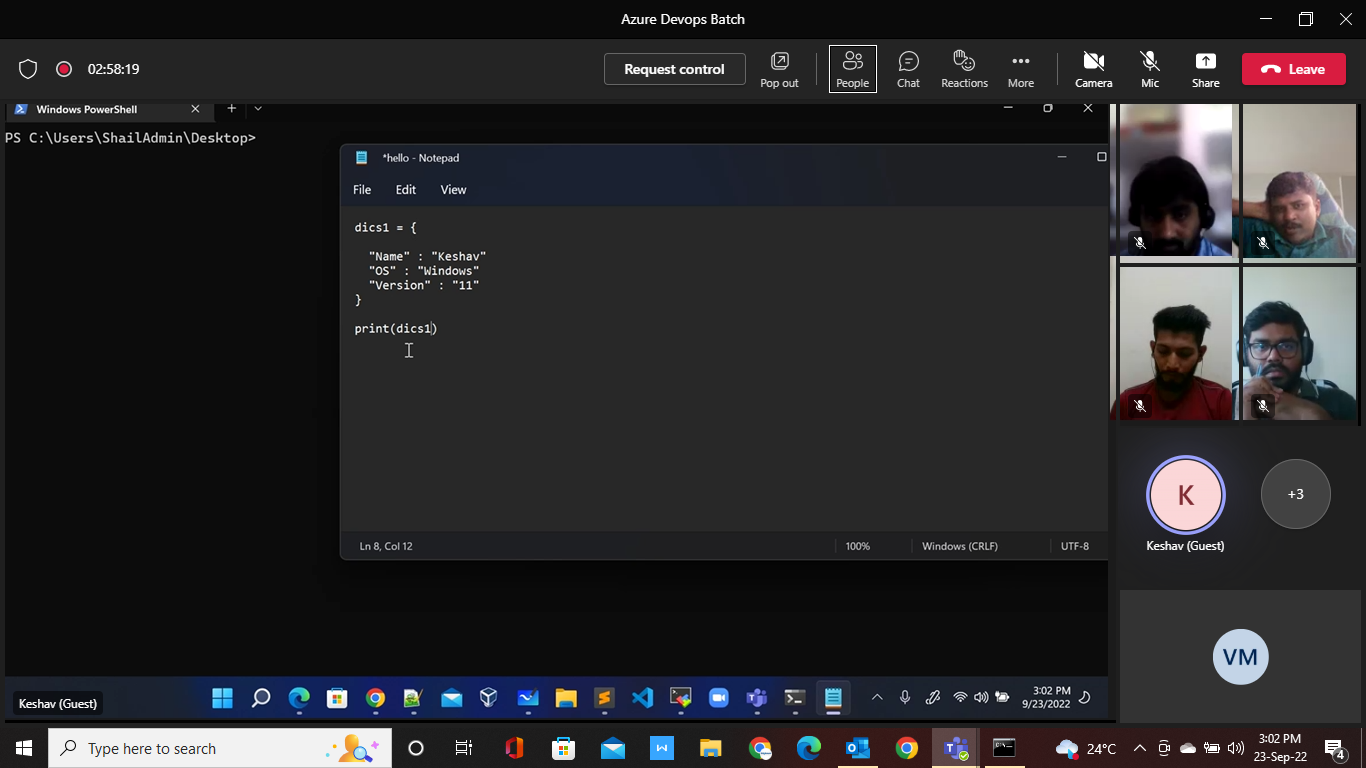 Azure Devops Batch
02:58:19
Request control
Pop out
People
Chat
Reactions
More
Camera
Mic
Share
Leave
Windows PowerShell
PS C:\Users\ShailAdmin\Desktop>
*hello - Notepad
File Edit View
dics1 = {
"Name" : "Keshav"
"OS" : "Windows"
"Version" : "11"
}
print(dics1)
Ln 8, Col 12
100%
Windows (CRLF)
UTF-8
K
+3
Keshav (Guest)
VM
Keshav (Guest)
3:02 PM
9/23/2022
Type here to search
W
24°C
3:02 PM
23-Sep-22
4